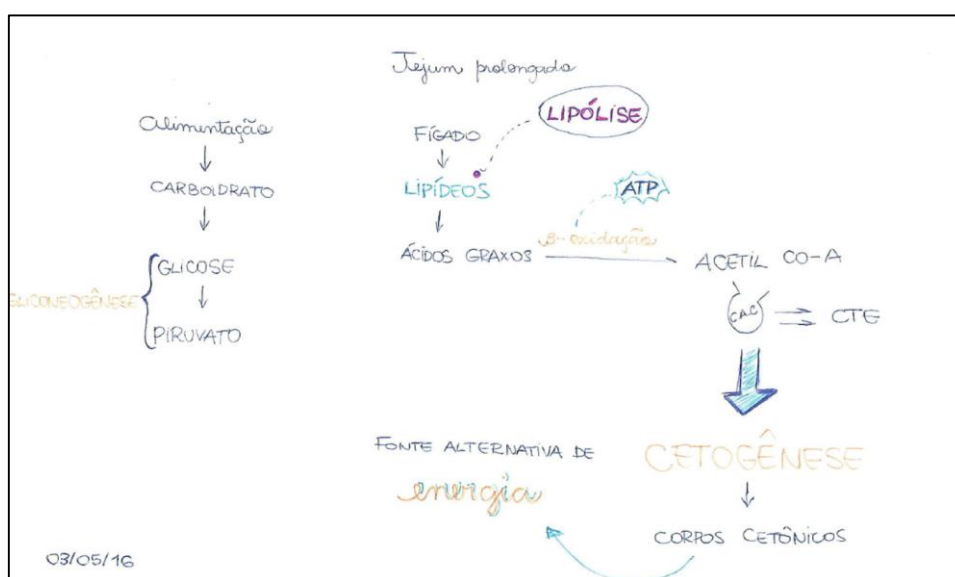 Jejum prolongado
LIPÓLISE
Alimentação
FÍGADO
CARBOIDRATO
LIPÍDEOS
ATP
ÁCIDOS GRAXOS
β-oxidação
ACETIL CO-A
GLICONEOGÊNESE
GLICOSE
PIRUVATO
CAC
CTE
CETOGÊNESE
FONTE ALTERNATIVA DE
energia
CORPOS CETÔNICOS
03/05/16